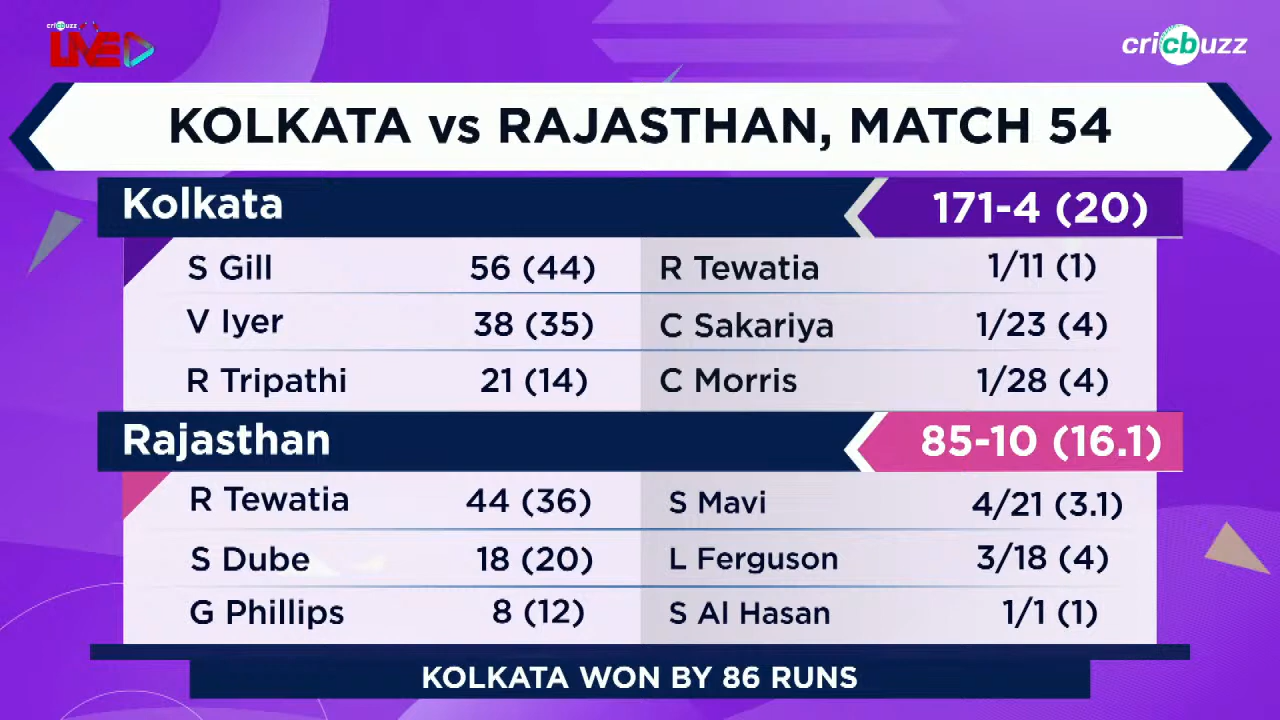 cricbuzz
LIVE
cricbuzz
KOLKATA vs RAJASTHAN, MATCH 54
Kolkata 171-4 (20)
S Gill 56 (44) R Tewatia 1/11 (1)
V Iyer 38 (35) C Sakariya 1/23 (4)
R Tripathi 21 (14) C Morris 1/28 (4)
Rajasthan 85-10 (16.1)
R Tewatia 44 (36) S Mavi 4/21 (3.1)
S Dube 18 (20) L Ferguson 3/18 (4)
G Phillips 8 (12) S Al Hasan 1/1 (1)
KOLKATA WON BY 86 RUNS